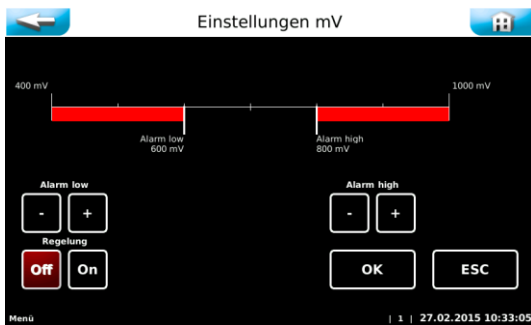 Einstellungen mV
400 mV
1000 mV
Alarm low
600 mV
Alarm high
800 mV
Alarm low
Alarm high
- +
- +
Regelung
Off On
OK
ESC
Menü
| 1 | 27.02.2015 10:33:05